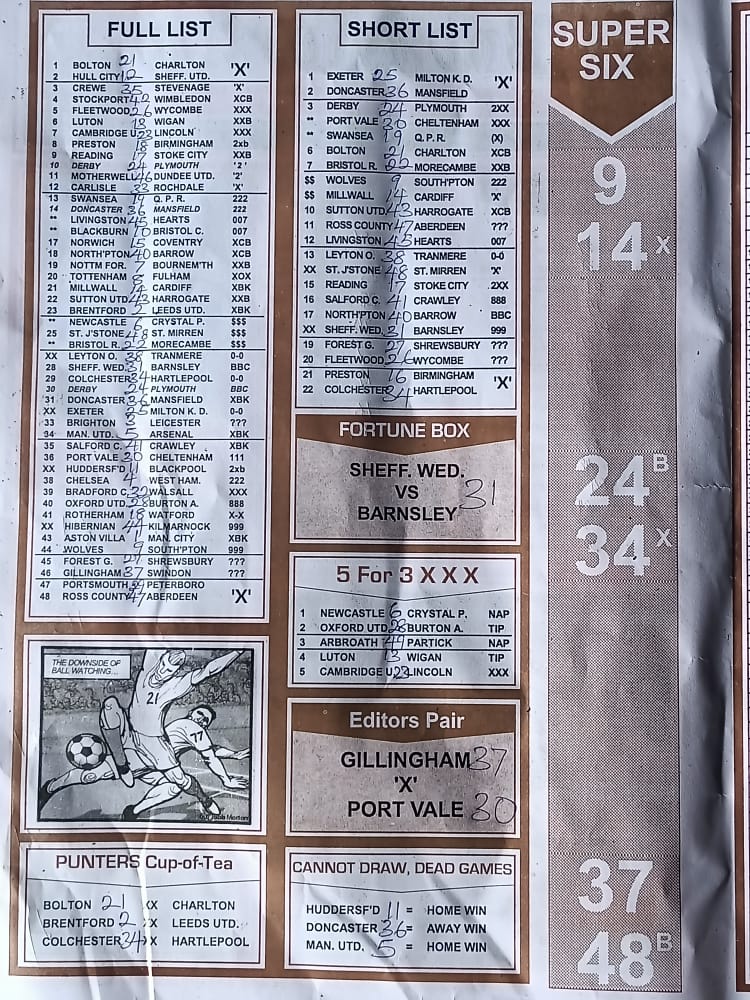 FULL LIST
1 BOLTON 21 CHARLTON 'X'
2 HULL CITY 12 SHEFF. UTD.
3 CREWE 35 STEVENAGE 'X'
4 STOCKPORT 42 WIMBLEDON XCB
5 FLEETWOOD 26 WYCOMBE XXX
6 LUTON 13 WIGAN XXB
7 CAMBRIDGE U 23 LINCOLN XXX
8 PRESTON 16 BIRMINGHAM 2xb
9 READING 17 STOKE CITY XXB
10 DERBY 24 PLYMOUTH '2'
11 MOTHERWELL 46 DUNDEE UTD. '2'
12 CARLISLE 33 ROCHDALE 'X'
13 SWANSEA 19 Q. P. R. 222
14 DONCASTER 36 MANSFIELD 222
** LIVINGSTON 45 HEARTS 007
** BLACKBURN 10 BRISTOL C. 007
17 NORWICH 15 COVENTRY XCB
18 NORTH'PTON 40 BARROW XCB
19 NOTTM FOR. 7 BOURNEM'TH XXB
20 TOTTENHAM 8 FULHAM XOX
21 MILLWALL 14 CARDIFF XBK
22 SUTTON UTD. 43 HARROGATE XXB
23 BRENTFORD 2 LEEDS UTD. XBK
** NEWCASTLE 6 CRYSTAL P. $$$
25 ST. J'STONE 48 ST. MIRREN $$$
** BRISTOL R. 22 MORECAMBE $$$
XX LEYTON O. 38 TRANMERE 0-0
28 SHEFF. WED. 31 BARNSLEY BBC
29 COLCHESTER 34 HARTLEPOOL 0-0
30 DERBY 24 PLYMOUTH BBC
'31 DONCASTER 36 MANSFIELD XBK
XX EXETER 25 MILTON K. D. 0-0
33 BRIGHTON 3 LEICESTER ???
34 MAN. UTD. 5 ARSENAL XBK
35 SALFORD C. 41 CRAWLEY XBK
36 PORT VALE 30 CHELTENHAM 111
XX HUDDERSF'D 11 BLACKPOOL 2xb
38 CHELSEA 4 WEST HAM. 222
39 BRADFORD C. 32 WALSALL XXX
40 OXFORD UTD. 28 BURTON A. 888
41 ROTHERHAM 18 WATFORD X-X
XX HIBERNIAN 44 KILMARNOCK 999
43 ASTON VILLA 1 MAN. CITY XBK
44 WOLVES 9 SOUTH'PTON 999
45 FOREST G. 27 SHREWSBURY ???
46 GILLINGHAM 37 SWINDON ???
47 PORTSMOUTH 29 PETERBORO
48 ROSS COUNTY 47 ABERDEEN 'X'
THE DOWNSIDE OF
BALL WATCHING...
21
77
PUNTERS Cup-of-Tea
BOLTON 21 XX CHARLTON
BRENTFORD 2 XX LEEDS UTD.
COLCHESTER 34 XX HARTLEPOOL
SHORT LIST
1 EXETER 25 MILTON K. D. 'X'
2 DONCASTER 36 MANSFIELD
3 DERBY 24 PLYMOUTH 2XX
** PORT VALE 30 CHELTENHAM XXX
** SWANSEA 19 Q. P. R. (X)
6 BOLTON 21 CHARLTON XCB
7 BRISTOL R. 22 MORECAMBE XXB
$$ WOLVES 9 SOUTH'PTON 222
$$ MILLWALL 14 CARDIFF 'X'
10 SUTTON UTD 43 HARROGATE XCB
11 ROSS COUNTY 47 ABERDEEN ???
12 LIVINGSTON 45 HEARTS 007
13 LEYTON O. 38 TRANMERE 0-0
XX ST. J'STONE 48 ST. MIRREN 'X'
15 READING 17 STOKE CITY .2XX
16 SALFORD C. 41 CRAWLEY 888
17 NORTH'PTON 40 BARROW BBC
XX SHEFF. WED. 31 BARNSLEY 999
19 FOREST G. 27 SHREWSBURY ???
20 FLEETWOOD 26 WYCOMBE ???
21 PRESTON 16 BIRMINGHAM 'X'
22 COLCHESTER 34 HARTLEPOOL
FORTUNE BOX
SHEFF. WED.
VS 31
BARNSLEY
5 For 3 X X X
1 NEWCASTLE 6 CRYSTAL P. NAP
2 OXFORD UTD 28 BURTON A. TIP
3 ARBROATH 49 PARTICK NAP
4 LUTON 13 WIGAN TIP
5 CAMBRIDGE U. 23 LINCOLN XXX
Editors Pair
GILLINGHAM 37
'X'
PORT VALE 30
CANNOT DRAW, DEAD GAMES
HUDDERSF'D 11 = HOME WIN
DONCASTER 36 = AWAY WIN
MAN. UTD. 5 = HOME WIN
SUPER
SIX
9
14 X
24 B
34 X
37
48 B